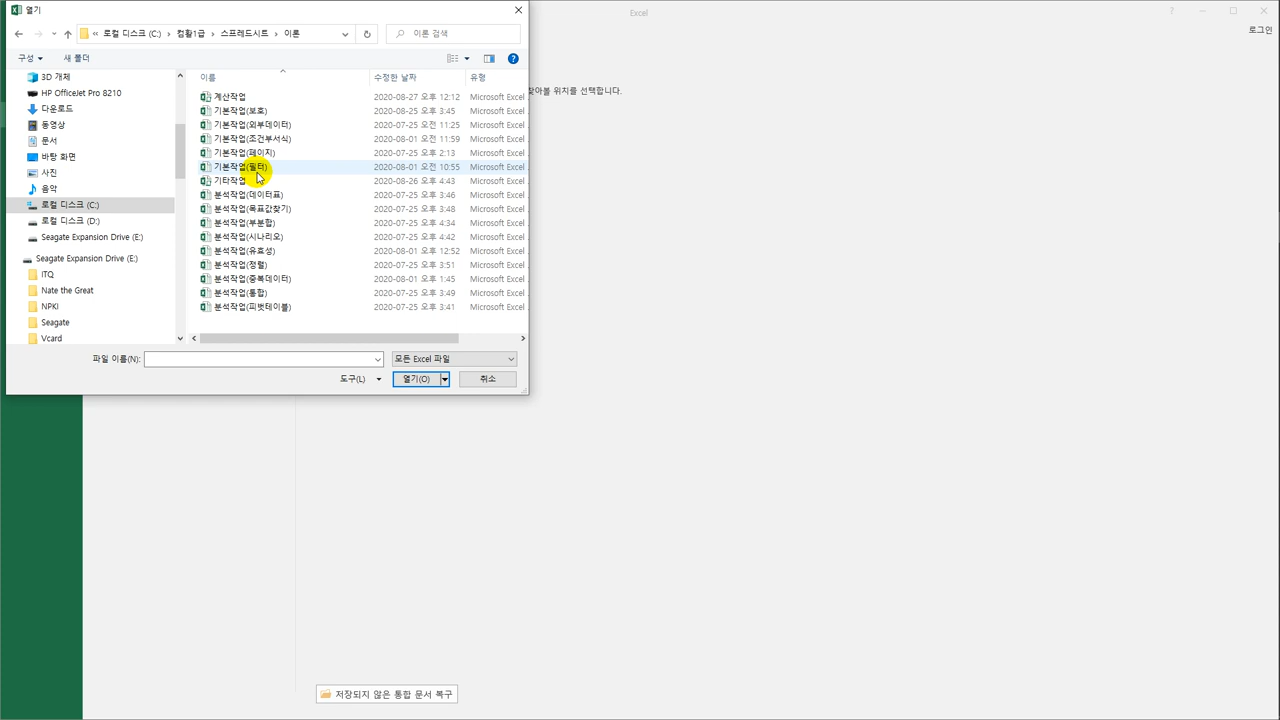 열기
Excel
로그인
« 로컬 디스크 (C:) > 컴활1급 > 스프레드시트 > 이론
이론 검색
구성 새 폴더
찾아볼 위치를 선택합니다.
이름 수정한 날짜 유형
3D 개체
HP OfficeJet Pro 8210
다운로드
동영상
문서
바탕 화면
사진
음악
로컬 디스크 (C:)
로컬 디스크 (D:)
Seagate Expansion Drive (E:)
Seagate Expansion Drive (E:)
ITQ
Nate the Great
NPKI
Seagate
Vcard
계산작업 2020-08-27 오후 12:12 Microsoft Excel
기본작업(보호) 2020-07-25 오후 3:45 Microsoft Excel
기본작업(외부데이터) 2020-07-25 오전 11:25 Microsoft Excel
기본작업(조건부서식) 2020-08-01 오전 11:59 Microsoft Excel
기본작업(페이지) 2020-07-25 오후 2:13 Microsoft Excel
기본작업(필터) 2020-08-01 오전 10:55 Microsoft Excel
기타작업 2020-08-26 오후 4:43 Microsoft Excel
분석작업(데이터표) 2020-07-25 오후 3:46 Microsoft Excel
분석작업(목표값찾기) 2020-07-25 오후 3:48 Microsoft Excel
분석작업(부분합) 2020-07-25 오후 4:34 Microsoft Excel
분석작업(시나리오) 2020-07-25 오후 4:42 Microsoft Excel
분석작업(유효성) 2020-08-01 오후 12:52 Microsoft Excel
분석작업(정렬) 2020-07-25 오후 3:51 Microsoft Excel
분석작업(중복데이터) 2020-08-01 오후 1:45 Microsoft Excel
분석작업(통합) 2020-07-25 오후 3:49 Microsoft Excel
분석작업(피벗테이블) 2020-07-25 오후 3:41 Microsoft Excel
파일 이름(N): 모든 Excel 파일
도구(L) 열기(O) 취소
저장되지 않은 통합 문서 복구